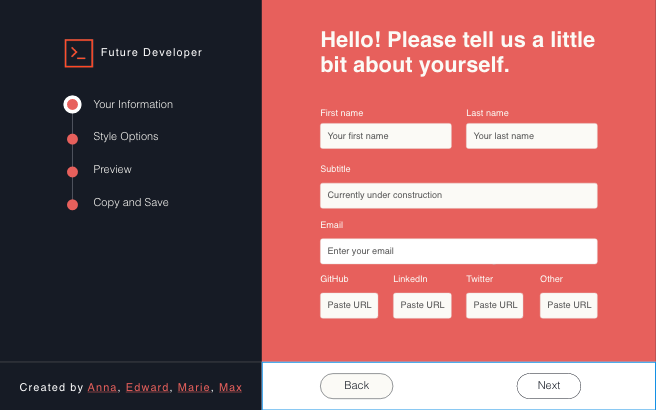 >_ Future Developer
Your Information
Style Options
Preview
Copy and Save
Created by Anna, Edward, Marie, Max
Hello! Please tell us a little
bit about yourself.
First name Last name
Your first name Your last name
Subtitle
Currently under construction
Email
Enter your email
GitHub LinkedIn Twitter Other
Paste URL Paste URL Paste URL Paste URL
Back Next